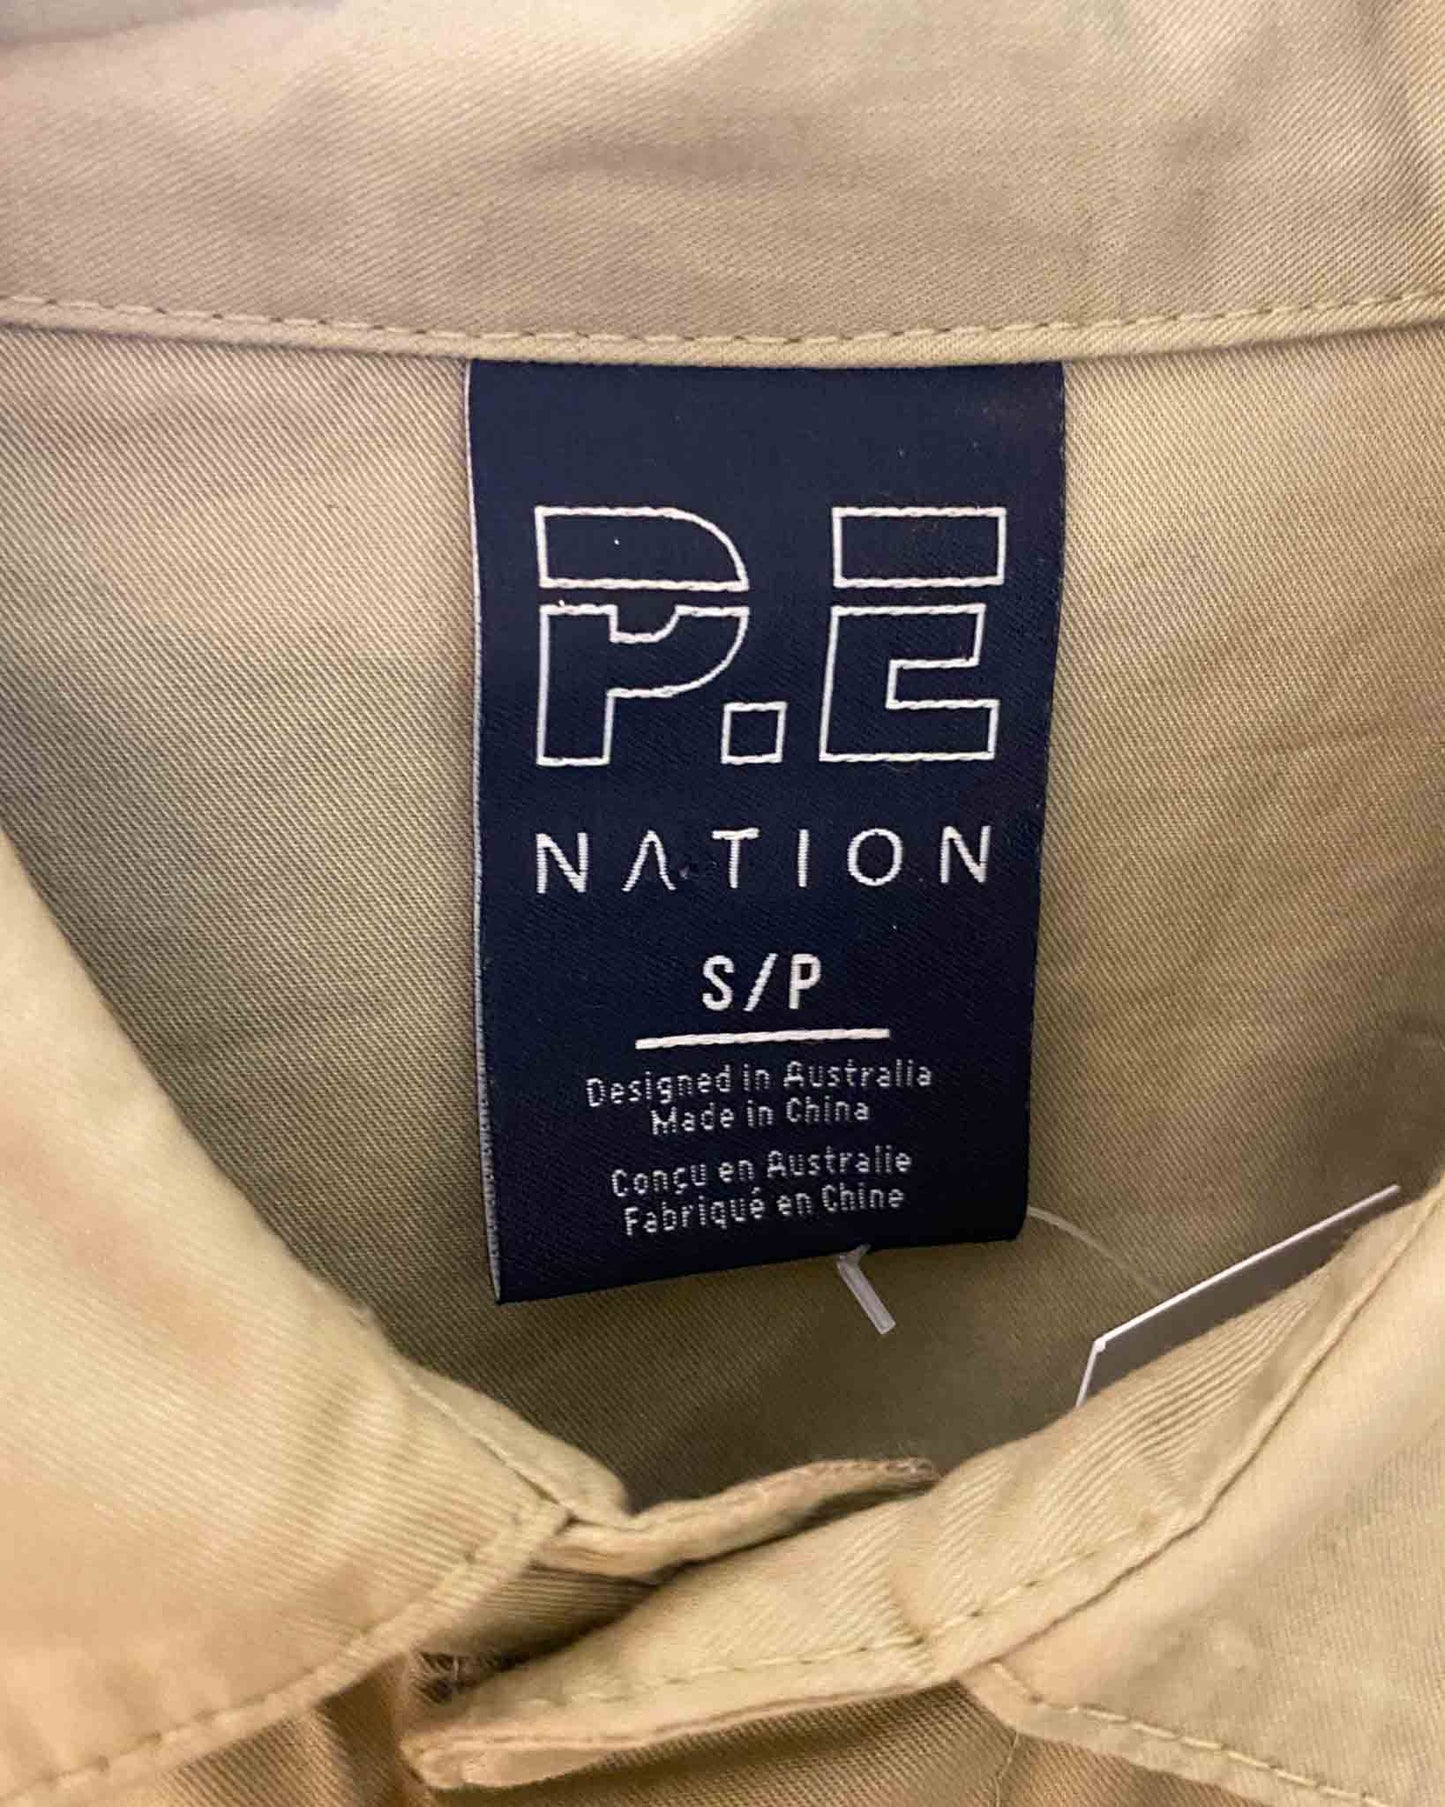 P.E
NATION
S/P
Designed in Australia
Made in China
Conçu en Australie
Fabriqué en Chine